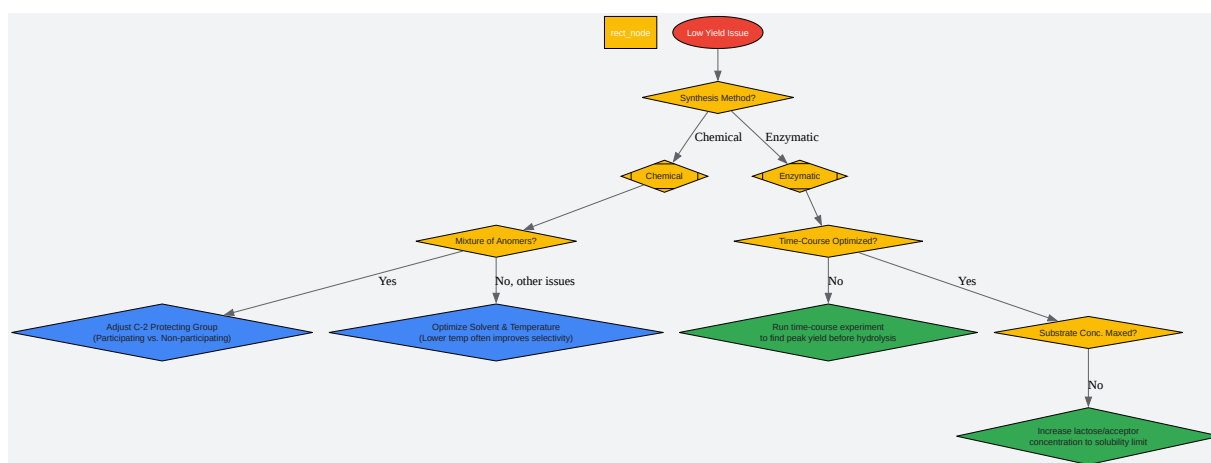 rect_node
Low Yield Issue
Synthesis Method?
Chemical
Enzymatic
Chemical
Enzymatic
Mixture of Anomers?
Time-Course Optimized?
Yes
No, other issues
No
Yes
Adjust C-2 Protecting Group
(Participating vs. Non-participating)
Optimize Solvent & Temperature
(Lower temp often improves selectivity)
Run time-course experiment
to find peak yield before hydrolysis
Substrate Conc. Maxed?
No
Increase lactose/acceptor
concentration to solubility limit